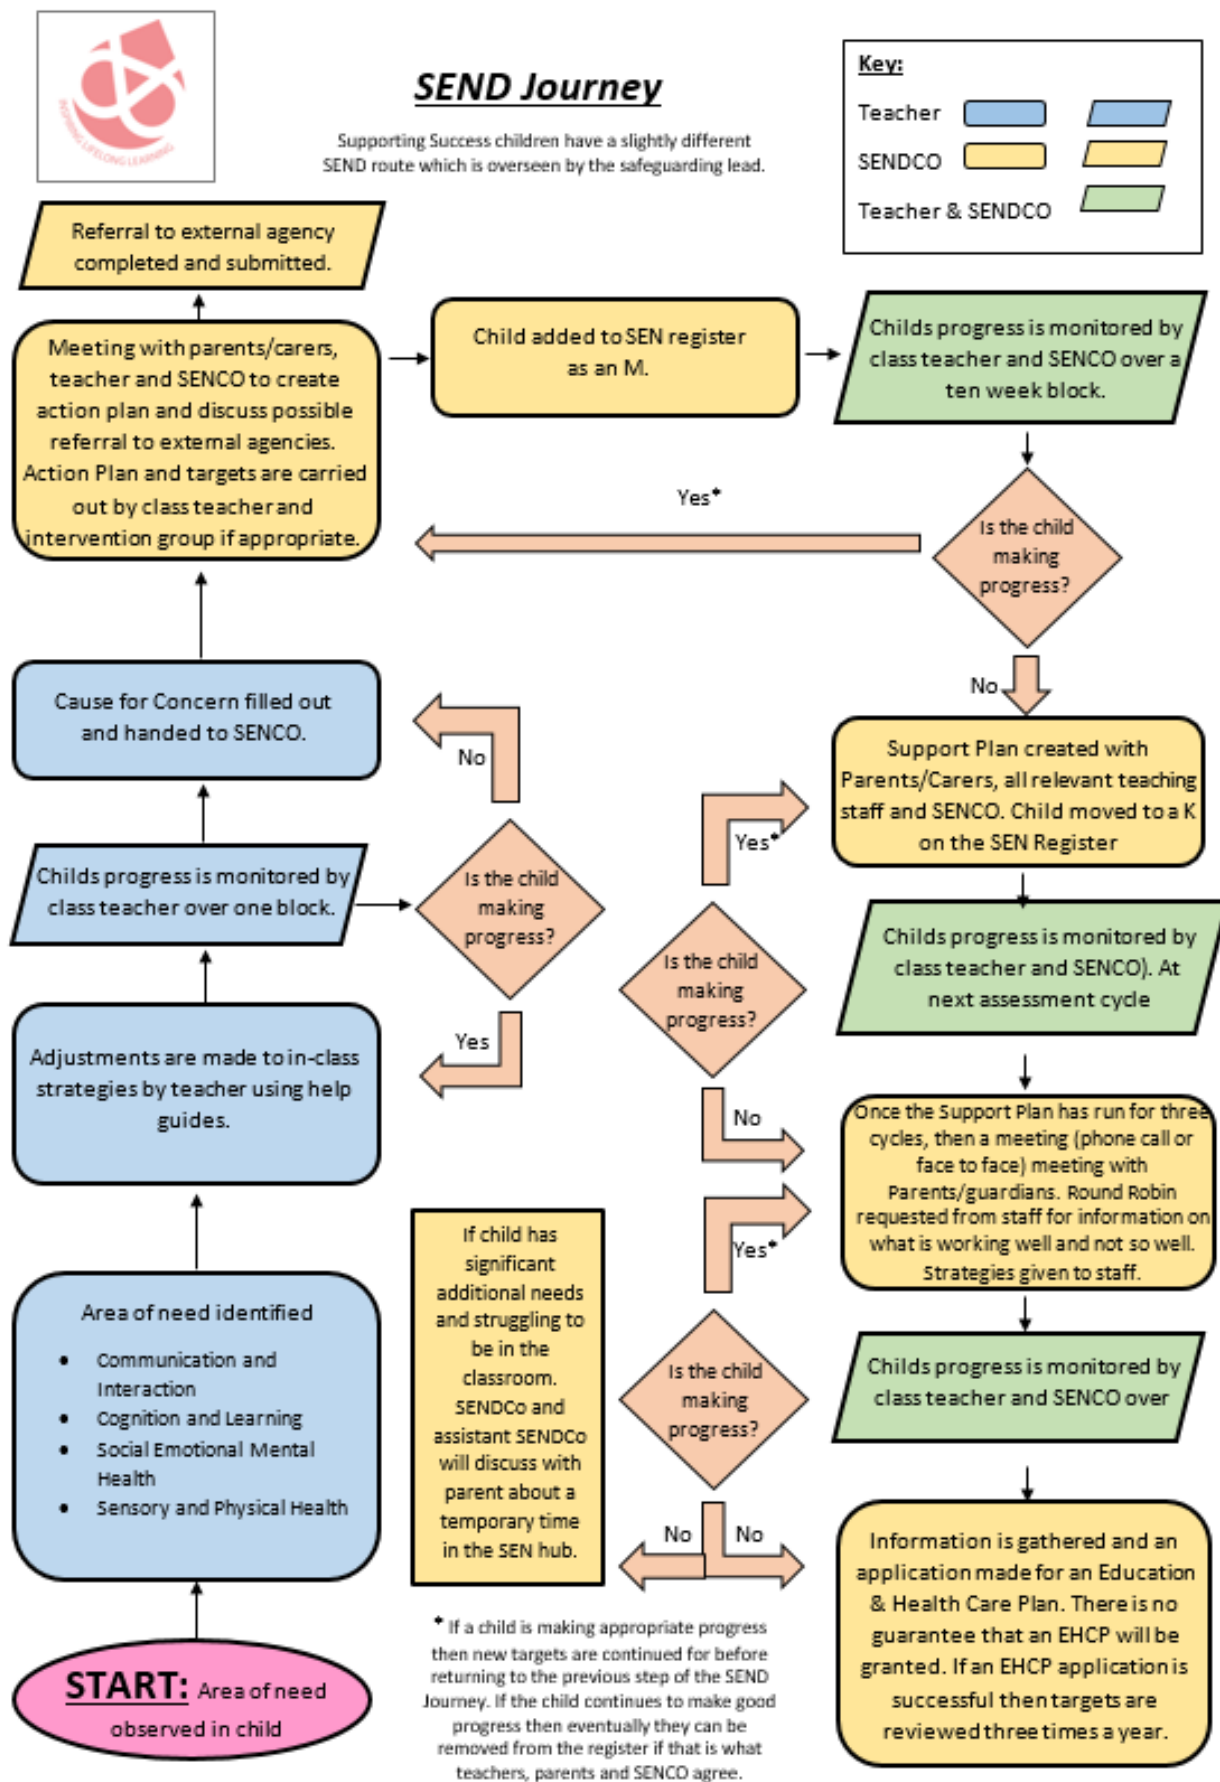 INSPIRING LIFELONG LEARNING
SEND Journey
Supporting Success children have a slightly different
SEND route which is overseen by the safeguarding lead.
Key:
Teacher
SENDCO
Teacher & SENDCO
Referral to external agency
completed and submitted.
Meeting with parents/carers,
teacher and SENCO to create
action plan and discuss possible
referral to external agencies.
Action Plan and targets are carried
out by class teacher and
intervention group if appropriate.
Child added to SEN register
as an M.
Childs progress is monitored by
class teacher and SENCO over a
ten week block.
Yes*
Is the child
making
progress?
No
Cause for Concern filled out
and handed to SENCO.
No
Childs progress is monitored by
class teacher over one block.
Is the child
making
progress?
Yes
Adjustments are made to in-class
strategies by teacher using help
guides.
Area of need identified
• Communication and
Interaction
• Cognition and Learning
• Social Emotional Mental
Health
• Sensory and Physical Health
START: Area of need
observed in child
Support Plan created with
Parents/Carers, all relevant teaching
staff and SENCO. Child moved to a K
on the SEN Register
Yes*
Is the child
making
progress?
No
Childs progress is monitored by
class teacher and SENCO). At
next assessment cycle
Once the Support Plan has run for three
cycles, then a meeting (phone call or
face to face) meeting with
Parents/guardians. Round Robin
requested from staff for information on
what is working well and not so well.
Strategies given to staff.
Yes*
Is the child
making
progress?
No
No
Childs progress is monitored by
class teacher and SENCO over
If child has
significant
additional needs
and struggling to
be in the
classroom.
SENDCo and
assistant SENDCo
will discuss with
parent about a
temporary time
in the SEN hub.
Information is gathered and an
application made for an Education
& Health Care Plan. There is no
guarantee that an EHCP will be
granted. If an EHCP application is
successful then targets are
reviewed three times a year.
* If a child is making appropriate progress
then new targets are continued for before
returning to the previous step of the SEND
Journey. If the child continues to make good
progress then eventually they can be
removed from the register if that is what
teachers, parents and SENCO agree.